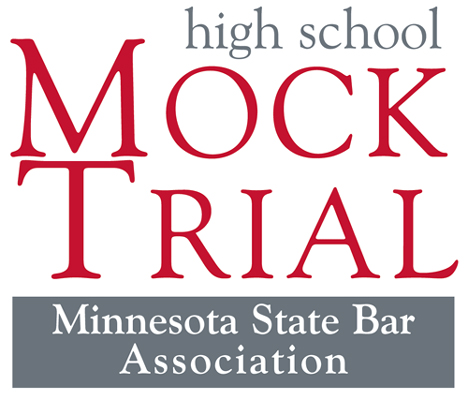 high school
MOCK
TRIAL
Minnesota State Bar
Association